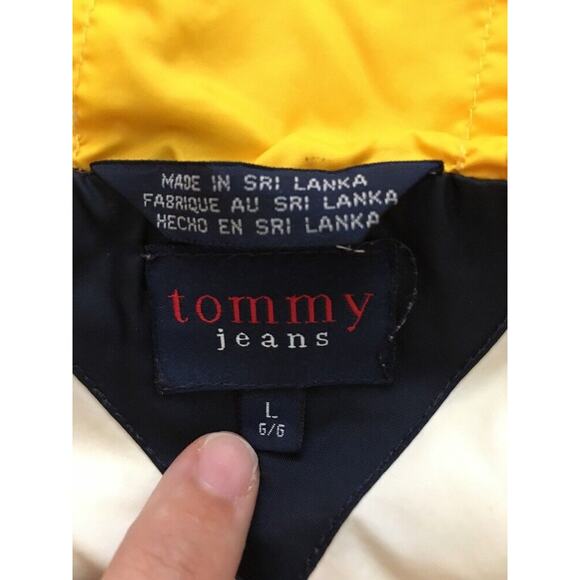 MADE IN SRI LANKA
FABRIQUE AU SRI LANKA
HECHO EN SRI LANKA
tommy
jeans
L
G/G